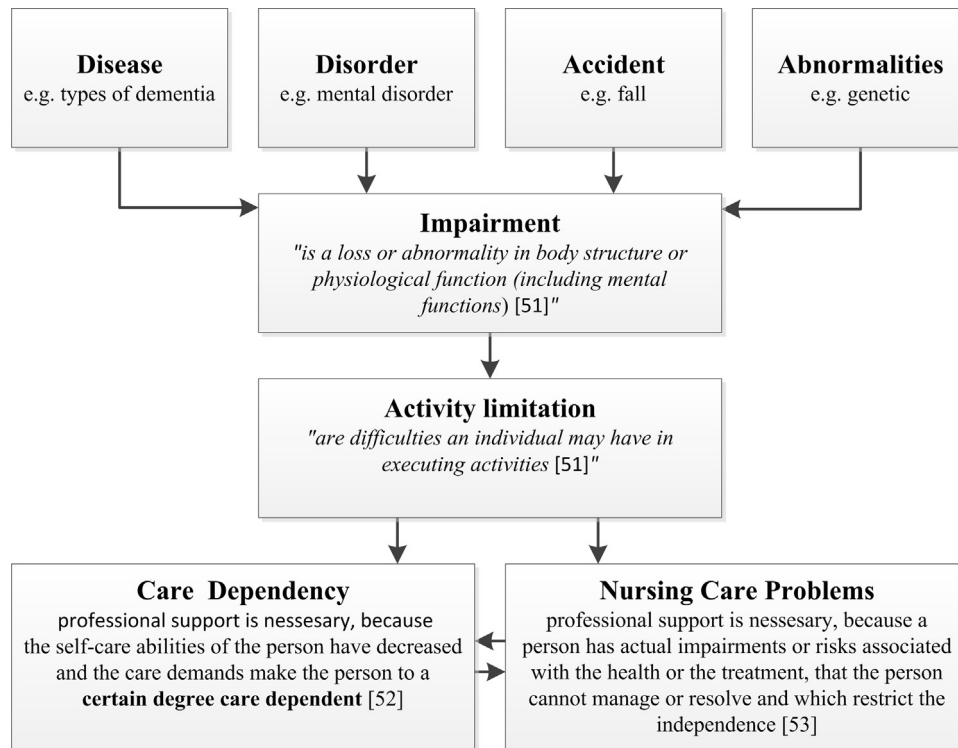 Disease
e.g. types of dementia
Disorder
e.g. mental disorder
Accident
e.g. fall
Abnormalities
e.g. genetic
Impairment
"is a loss or abnormality in body structure or
physiological function (including mental
functions) [51]"
Activity limitation
"are difficulties an individual may have in
executing activities [51]"
Care Dependency
professional support is nessesary, because
the self-care abilities of the person have decreased
and the care demands make the person to a
certain degree care dependent [52]
Nursing Care Problems
professional support is nessesary, because a
person has actual impairments or risks associated
with the health or the treatment, that the person
cannot manage or resolve and which restrict the
independence [53]